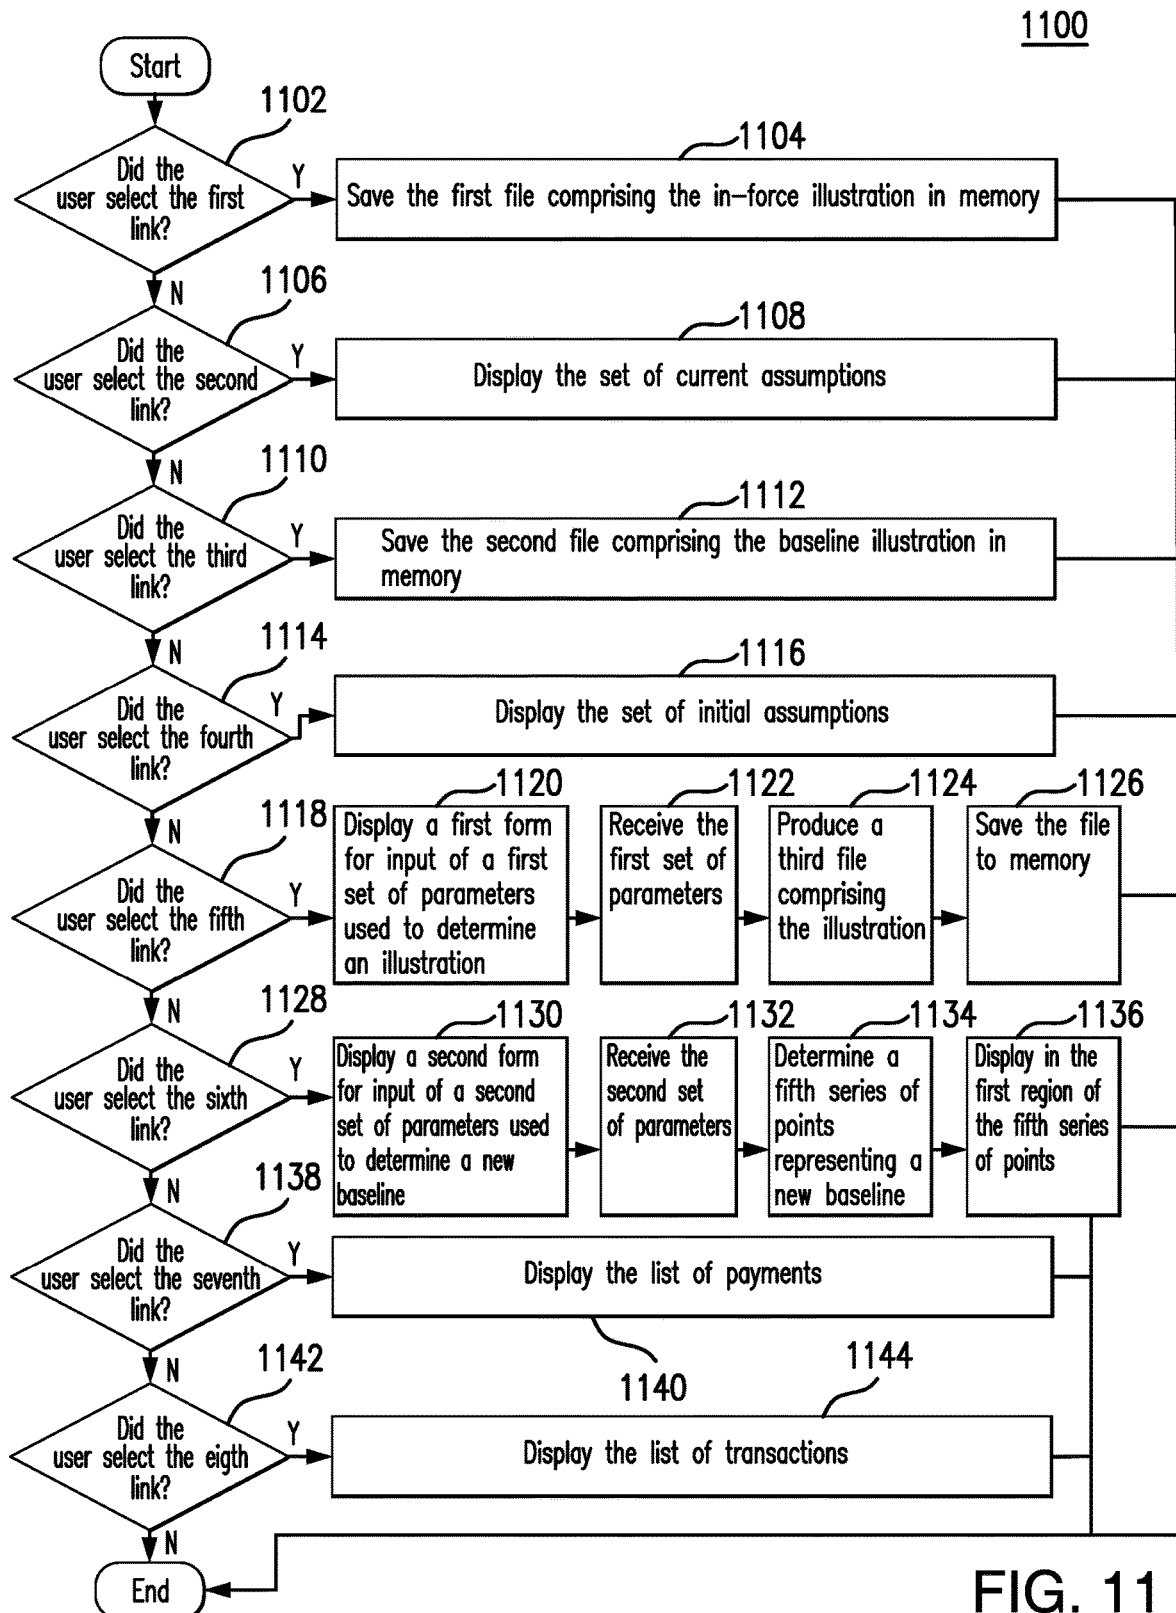 1100
Start
1102
Did the
user select the first
link?
Y
1104
Save the first file comprising the in-force illustration in memory
N
1106
Did the
user select the second
link?
Y
1108
Display the set of current assumptions
N
1110
Did the
user select the third
link?
Y
1112
Save the second file comprising the baseline illustration in
memory
N
1114
Did the
user select the fourth
link?
Y
1116
Display the set of initial assumptions
N
1118
Did the
user select the fifth
link?
Y
1120
Display a first form
for input of a first
set of parameters
used to determine
an illustration
1122
Receive the
first set of
parameters
1124
Produce a
third file
comprising
the illustration
1126
Save the file
to memory
N
1128
Did the
user select the sixth
link?
Y
1130
Display a second form
for input of a second
set of parameters used
to determine a new
baseline
1132
Receive the
second set
of parameters
1134
Determine a
fifth series of
points
representing a
new baseline
1136
Display in the
first region of
the fifth series
of points
N
1138
Did the
user select the seventh
link?
Y
Display the list of payments
1140
N
1142
Did the
user select the eigth
link?
Y
1144
Display the list of transactions
N
End
FIG. 11